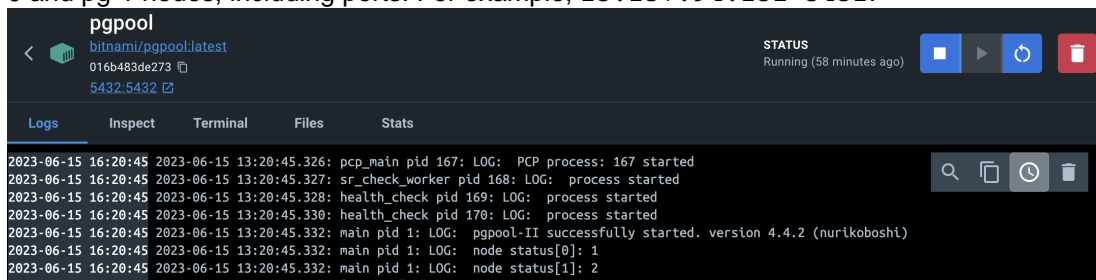 pgpool
bitnami/pgpool:latest
016b483de273
5432:5432
STATUS
Running (58 minutes ago)
Logs Inspect Terminal Files Stats
2023-06-15 16:20:45 2023-06-15 13:20:45.326: pcp_main pid 167: LOG:  PCP process: 167 started
2023-06-15 16:20:45 2023-06-15 13:20:45.327: sr_check_worker pid 168: LOG:  process started
2023-06-15 16:20:45 2023-06-15 13:20:45.328: health_check pid 169: LOG:  process started
2023-06-15 16:20:45 2023-06-15 13:20:45.330: health_check pid 170: LOG:  process started
2023-06-15 16:20:45 2023-06-15 13:20:45.332: main pid 1: LOG:  pgpool-II successfully started. version 4.4.2 (nurikoboshi)
2023-06-15 16:20:45 2023-06-15 13:20:45.332: main pid 1: LOG:  node status[0]: 1
2023-06-15 16:20:45 2023-06-15 13:20:45.332: main pid 1: LOG:  node status[1]: 2